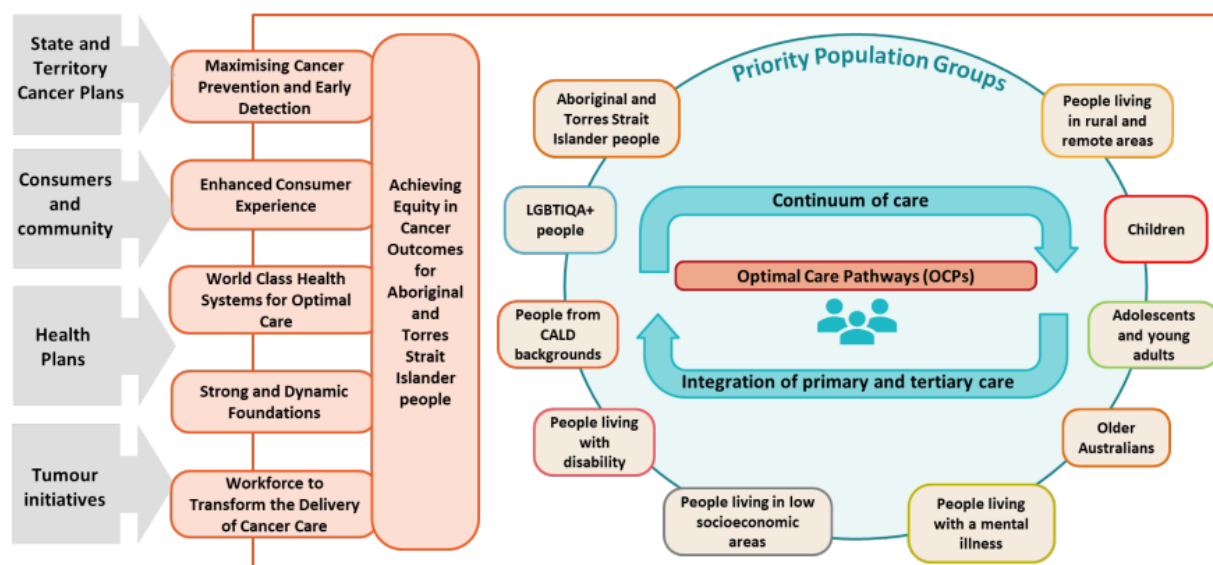 State and
Territory
Cancer Plans
Consumers
and
community
Health
Plans
Tumour
initiatives
Maximising Cancer
Prevention and Early
Detection
Enhanced Consumer
Experience
World Class Health
Systems for Optimal
Care
Strong and Dynamic
Foundations
Workforce to
Transform the Delivery
of Cancer Care
Achieving
Equity in
Cancer
Outcomes
for
Aboriginal
and
Torres
Strait
Islander
people
Priority Population Groups
Aboriginal and
Torres Strait
Islander people
People living
in rural and
remote areas
LGBTIQA+
people
Children
People from
CALD
backgrounds
Adolescents
and young
adults
People living
with
disability
Older
Australians
People living in low
socioeconomic
areas
People living
with a mental
illness
Continuum of care
Optimal Care Pathways (OCPs)
Integration of primary and tertiary care